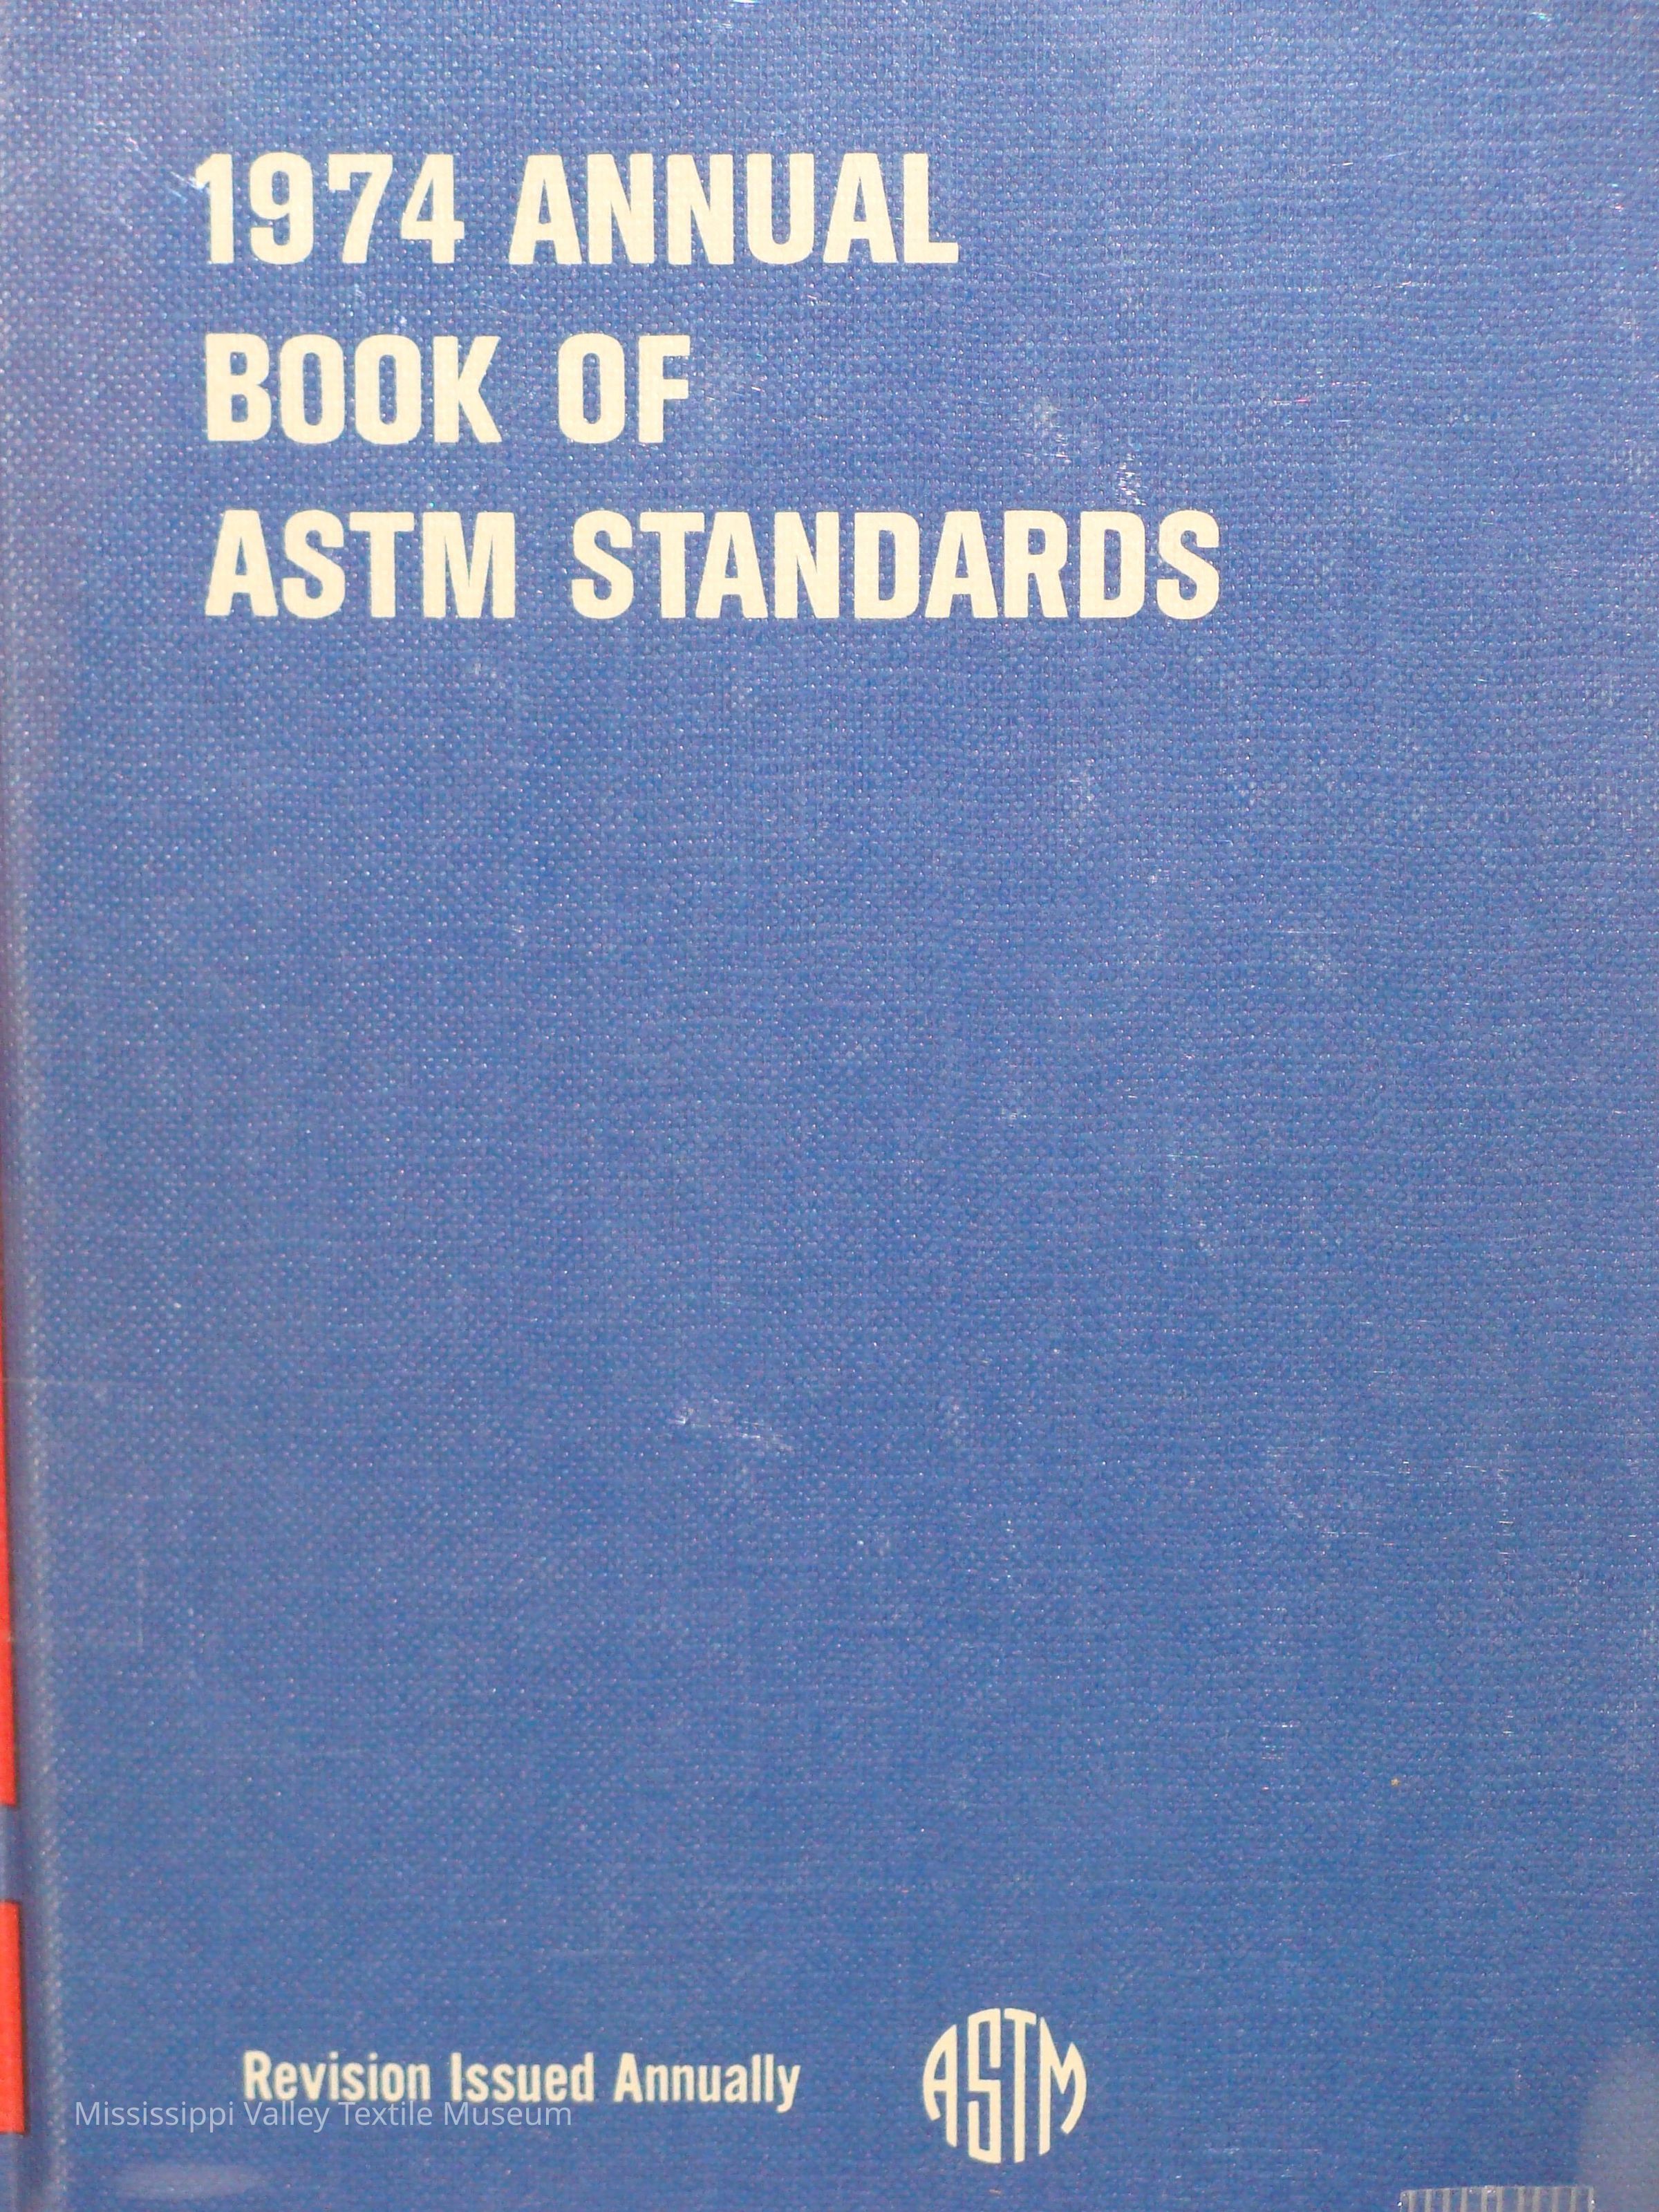 1974 ANNUAL
BOOK OF
ASTM STANDARDS
Revision Issued Annually
ASTM
Mississippi Valley Textile Museum